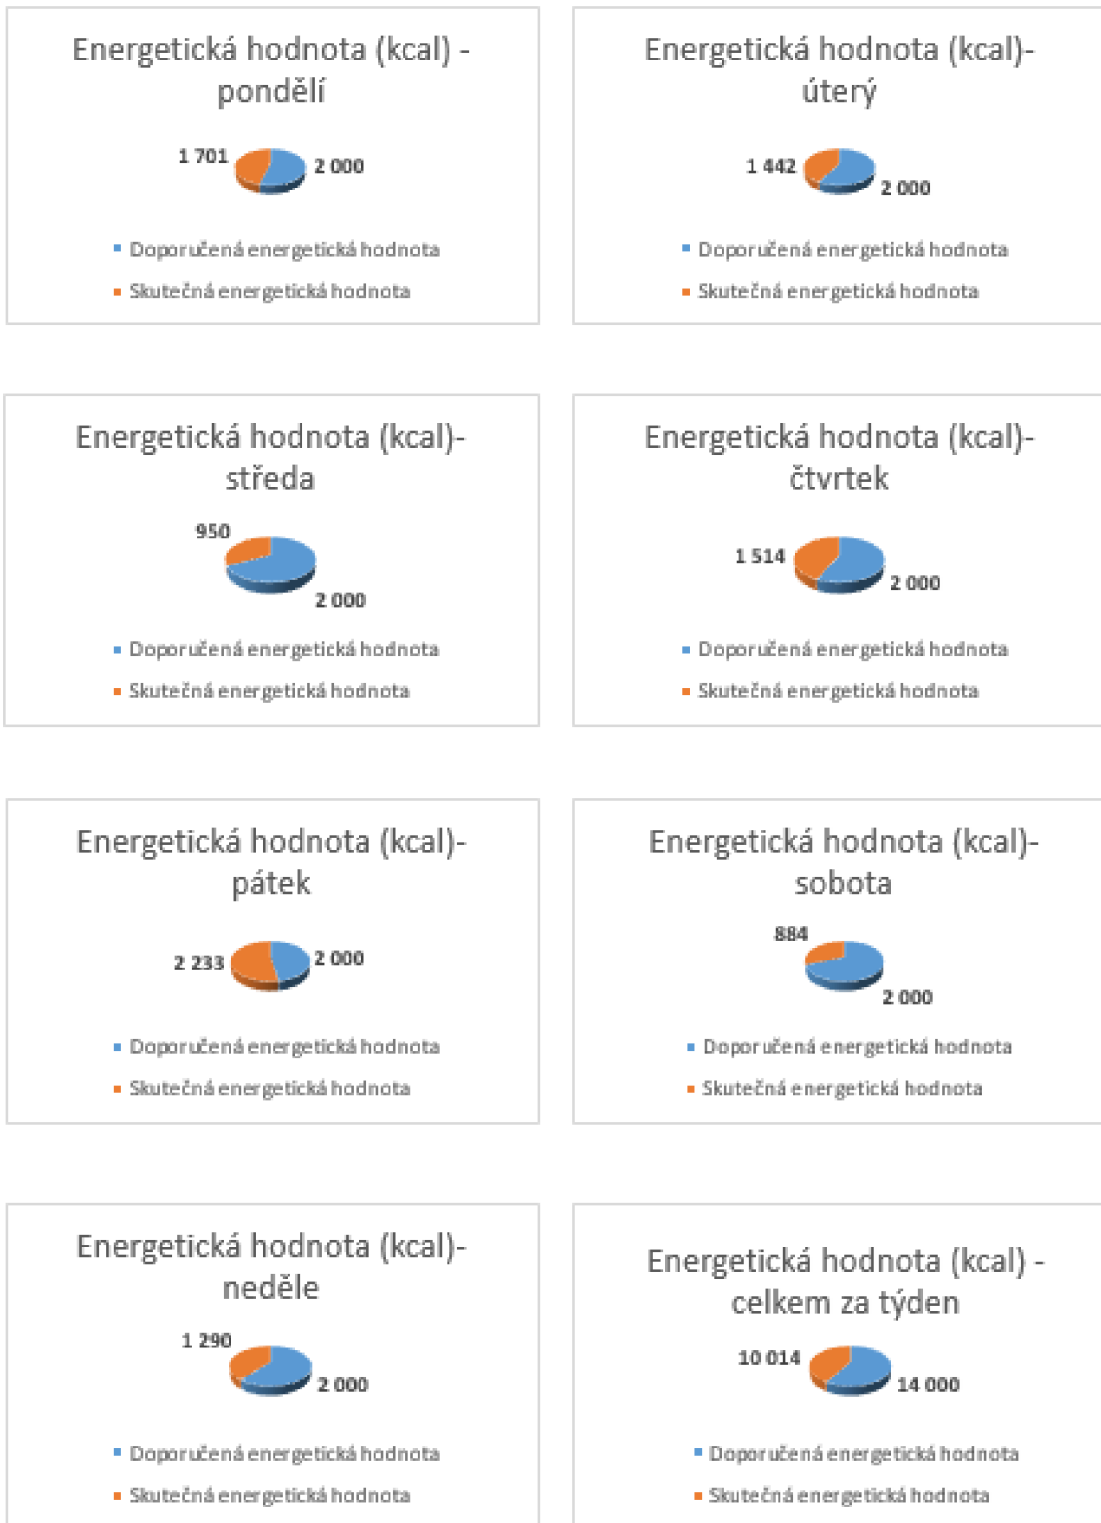 Energetická hodnota (kcal) -
pondělí
1 701
2 000
Doporučená energetická hodnota
Skutečná energetická hodnota
Energetická hodnota (kcal)-
úterý
1 442
2 000
Doporučená energetická hodnota
Skutečná energetická hodnota
Energetická hodnota (kcal)-
středa
950
2 000
Doporučená energetická hodnota
Skutečná energetická hodnota
Energetická hodnota (kcal)-
čtvrtek
1 514
2 000
Doporučená energetická hodnota
Skutečná energetická hodnota
Energetická hodnota (kcal)-
pátek
2 233
2 000
Doporučená energetická hodnota
Skutečná energetická hodnota
Energetická hodnota (kcal)-
sobota
884
2 000
Doporučená energetická hodnota
Skutečná energetická hodnota
Energetická hodnota (kcal)-
neděle
1 290
2 000
Doporučená energetická hodnota
Skutečná energetická hodnota
Energetická hodnota (kcal) -
celkem za týden
10 014
14 000
Doporučená energetická hodnota
Skutečná energetická hodnota